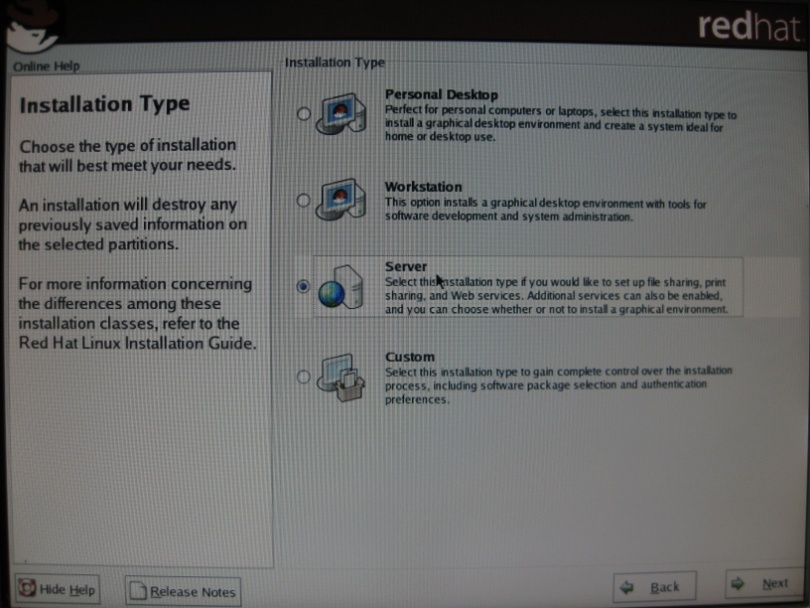 redhat
Online Help
Installation Type
Choose the type of installation
that will best meet your needs.
An installation will destroy any
previously saved information on
the selected partitions.
For more information concerning
the differences among these
installation classes, refer to the
Red Hat Linux Installation Guide.
Installation Type
Personal Desktop
Perfect for personal computers or laptops, select this installation type to
install a graphical desktop environment and create a system ideal for
home or desktop use.
Workstation
This option installs a graphical desktop environment with tools for
software development and system administration.
Server
Select this installation type if you would like to set up file sharing, print
sharing, and Web services. Additional services can also be enabled,
and you can choose whether or not to install a graphical environment.
Custom
Select this installation type to gain complete control over the installation
process, including software package selection and authentication
preferences.
Hide Help
Release Notes
Back
Next